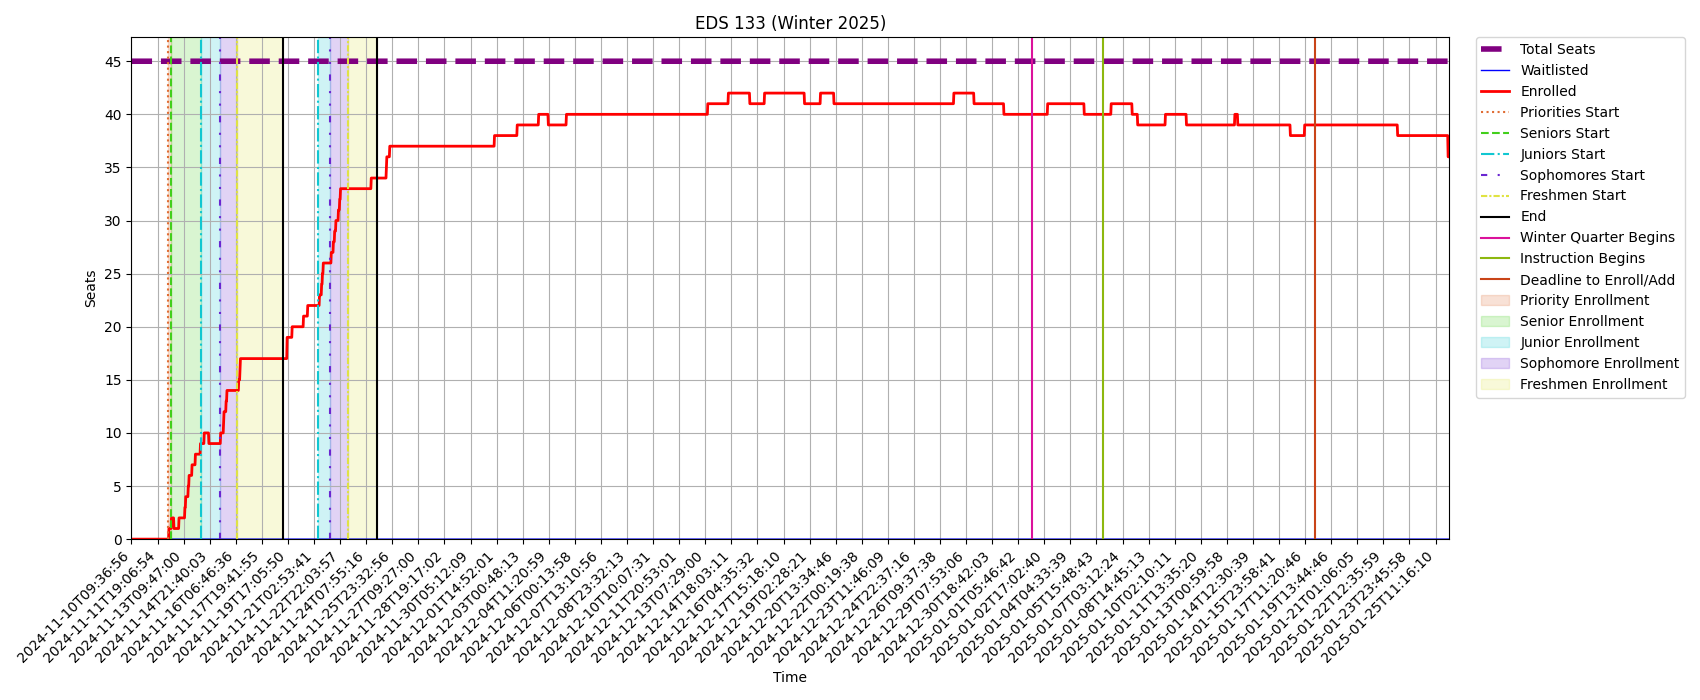 EDS 133 (Winter 2025)
Seats
45
40
35
30
25
20
15
10
5
0
2024-11-10T09:36:56
2024-11-11T19:06:54
2024-11-13T09:47:00
2024-11-14T21:40:03
2024-11-16T06:46:36
2024-11-17T19:41:55
2024-11-19T17:05:50
2024-11-21T02:53:41
2024-11-22T22:03:57
2024-11-24T07:55:16
2024-11-25T23:32:56
2024-11-27T09:27:00
2024-11-28T19:17:02
2024-11-30T05:12:09
2024-12-01T14:52:01
2024-12-03T00:48:13
2024-12-04T11:20:59
2024-12-06T00:13:58
2024-12-07T13:10:56
2024-12-08T23:32:13
2024-12-10T10:07:31
2024-12-11T20:53:01
2024-12-13T07:29:00
2024-12-14T18:03:11
2024-12-16T04:35:32
2024-12-17T15:18:10
2024-12-19T02:28:21
2024-12-20T13:34:46
2024-12-22T00:19:38
2024-12-23T11:46:09
2024-12-24T22:37:16
2024-12-26T09:37:38
2024-12-29T07:53:06
2024-12-30T18:42:03
2025-01-01T05:46:42
2025-01-02T17:02:40
2025-01-04T04:33:39
2025-01-05T15:48:43
2025-01-07T03:12:24
2025-01-08T14:45:13
2025-01-10T02:10:11
2025-01-11T13:35:20
2025-01-13T00:59:58
2025-01-14T12:30:39
2025-01-15T23:58:41
2025-01-17T11:20:46
2025-01-19T13:44:46
2025-01-21T01:06:05
2025-01-22T12:35:59
2025-01-23T23:45:58
2025-01-25T11:16:10
Time
Total Seats
Waitlisted
Enrolled
Priorities Start
Seniors Start
Juniors Start
Sophomores Start
Freshmen Start
End
Winter Quarter Begins
Instruction Begins
Deadline to Enroll/Add
Priority Enrollment
Senior Enrollment
Junior Enrollment
Sophomore Enrollment
Freshmen Enrollment